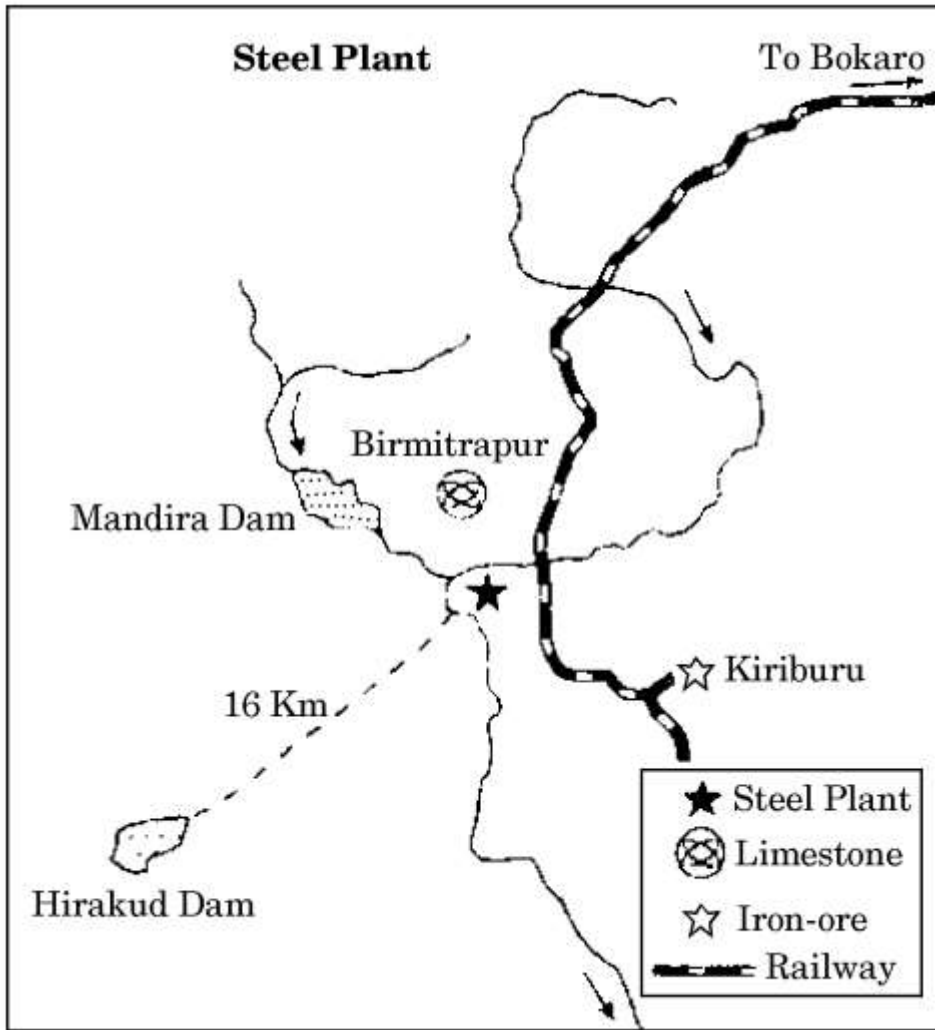 Steel Plant
To Bokaro
Birmitrapur
Mandira Dam
Kiriburu
16 Km
Hirakud Dam
Steel Plant
Limestone
Iron-ore
Railway